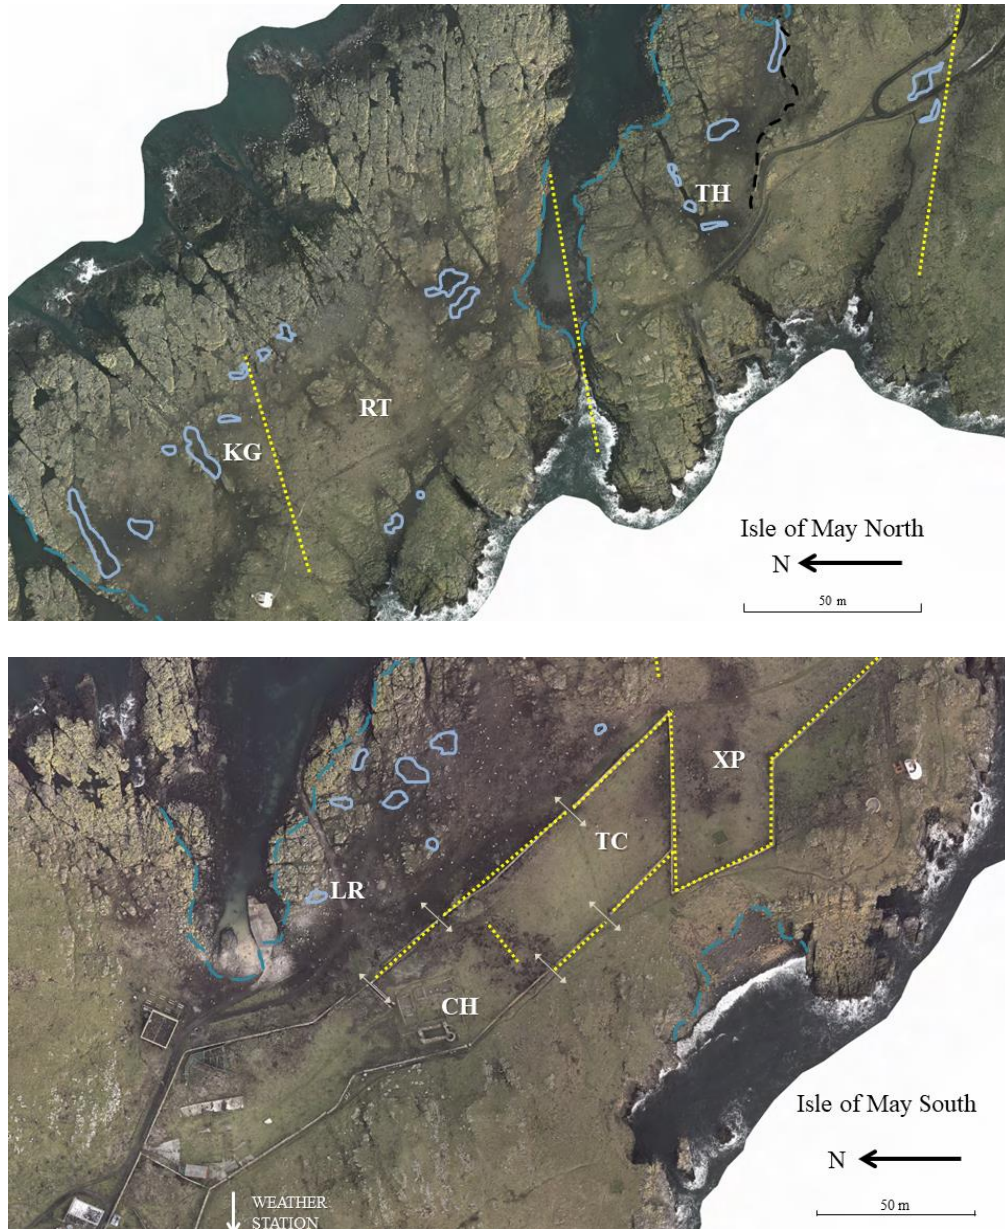 TH
RT
KG
Isle of May North
N
50 m
XP
TC
LR
CH
Isle of May South
N
WEATHER
STATION
50 m